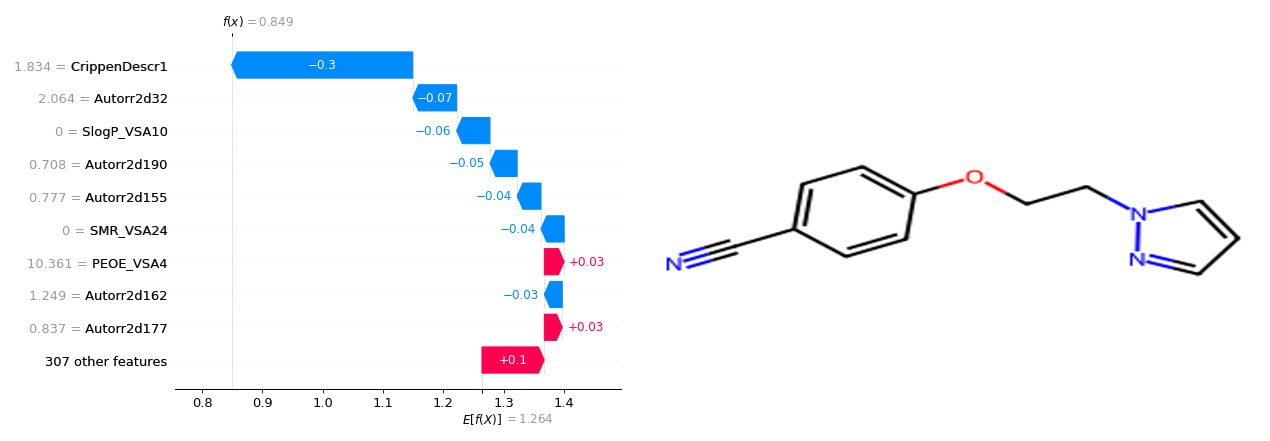 f(x) = 0.849
1.834 = CrippenDescr1 −0.3
2.064 = Autorr2d32 −0.07
0 = SlogP_VSA10 −0.06
0.708 = Autorr2d190 −0.05
0.777 = Autorr2d155 −0.04
0 = SMR_VSA24 −0.04
10.361 = PEOE_VSA4 +0.03
1.249 = Autorr2d162 −0.03
0.837 = Autorr2d177 +0.03
307 other features +0.1
0.8 0.9 1.0 1.1 1.2 1.3 1.4
E[f(X)] = 1.264
O
N
N
N